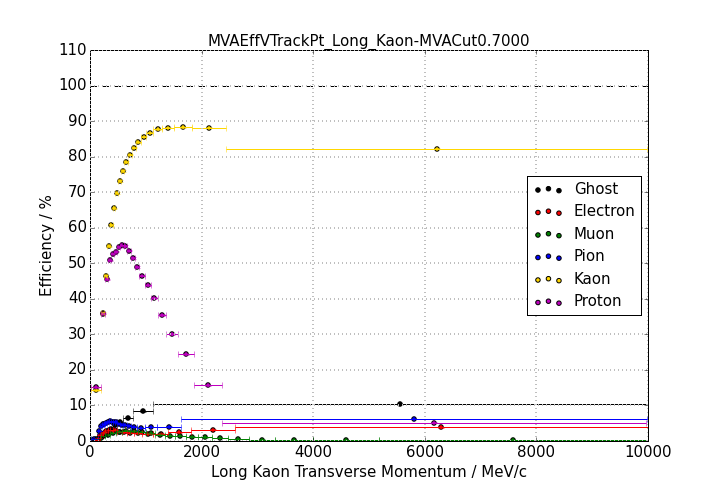 MVAEffVTrackPt_Long_Kaon-MVACut0.7000
110
100
90
80
70
60
50
40
30
20
10
0
Efficiency / %
Ghost
Electron
Muon
Pion
Kaon
Proton
0 2000 4000 6000 8000 10000
Long Kaon Transverse Momentum / MeV/c